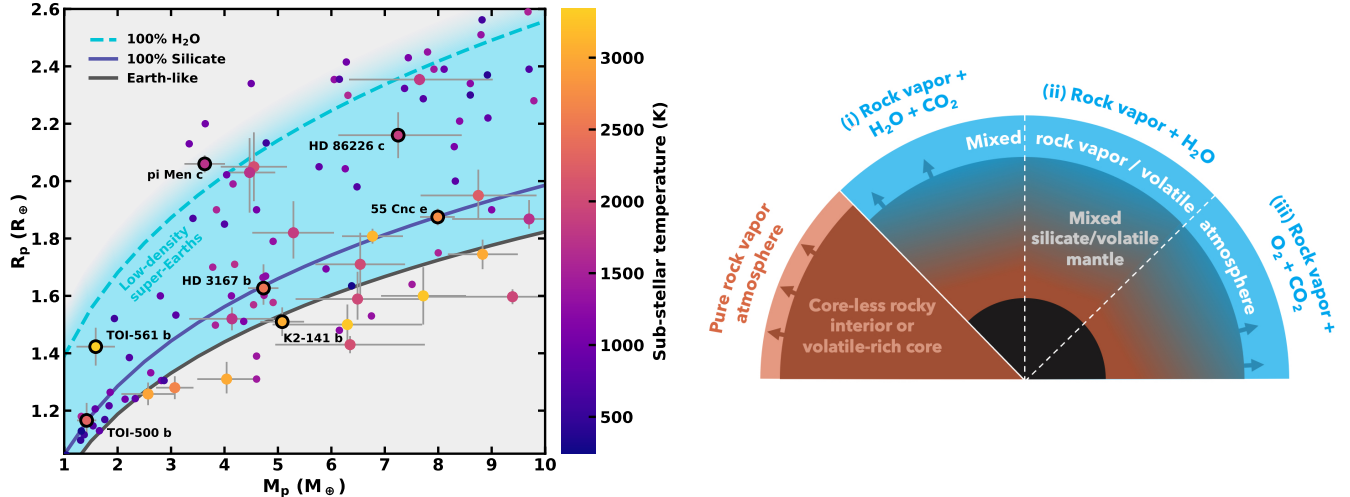 2.6
2.4
2.2
2.0
1.8
1.6
1.4
1.2
R_p (R_⊕)
1 2 3 4 5 6 7 8 9 10
M_p (M_⊕)
100% H₂O
100% Silicate
Earth-like
pi Men c
HD 86226 c
55 Cnc e
Low-density
super-Earths
HD 3167 b
TOI-561 b
K2-141 b
TOI-500 b
3000
2500
2000
1500
1000
500
Sub-stellar temperature (K)
(i) Rock vapor +
H₂O + CO₂
(ii) Rock vapor + H₂O
(iii) Rock vapor +
O₂ + CO₂
Pure rock vapor
atmosphere
Mixed rock vapor / volatile atmosphere
Mixed
silicate/volatile
mantle
Core-less rocky
interior or
volatile-rich core